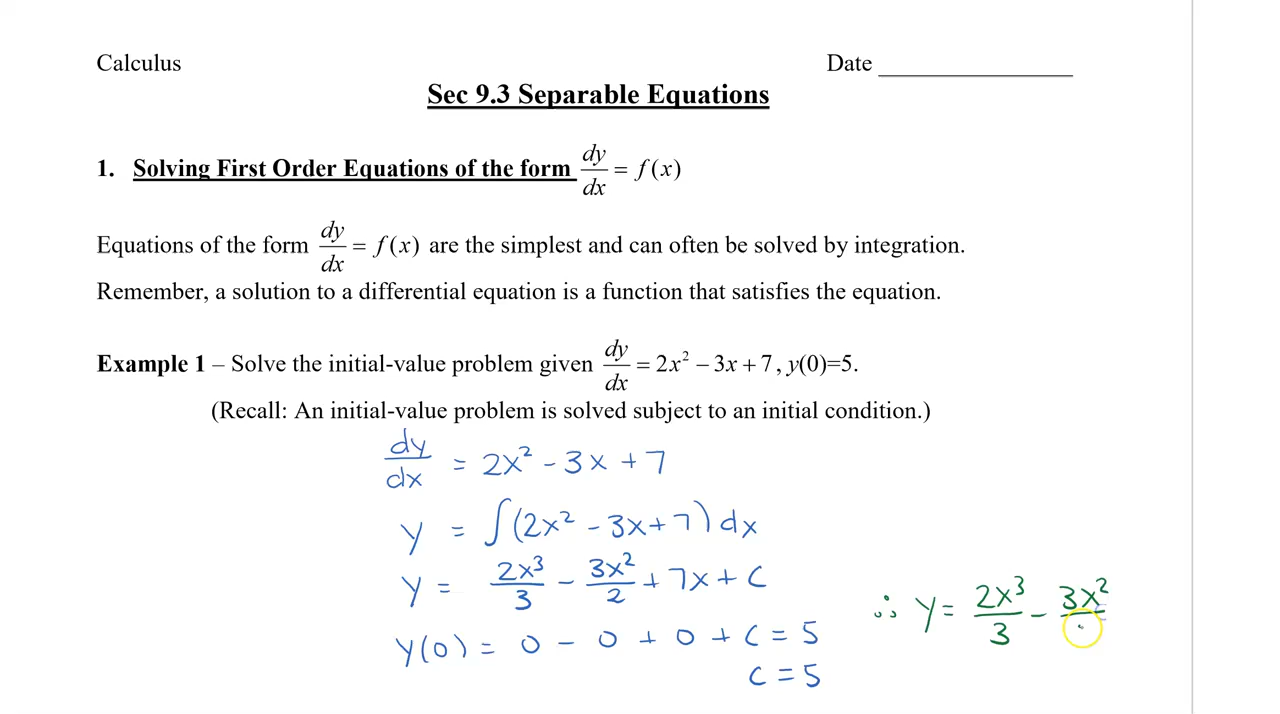 Calculus Date ________________
Sec 9.3 Separable Equations
1. Solving First Order Equations of the form dy/dx = f(x)
Equations of the form dy/dx = f(x) are the simplest and can often be solved by integration.
Remember, a solution to a differential equation is a function that satisfies the equation.
Example 1 – Solve the initial-value problem given dy/dx = 2x² − 3x + 7, y(0)=5.
(Recall: An initial-value problem is solved subject to an initial condition.)
dy/dx = 2x² - 3x + 7
y = ∫(2x² - 3x + 7) dx
y = 2x³/3 - 3x²/2 + 7x + C
y(0) = 0 - 0 + 0 + C = 5
C = 5
∴ y = 2x³/3 - 3x²/